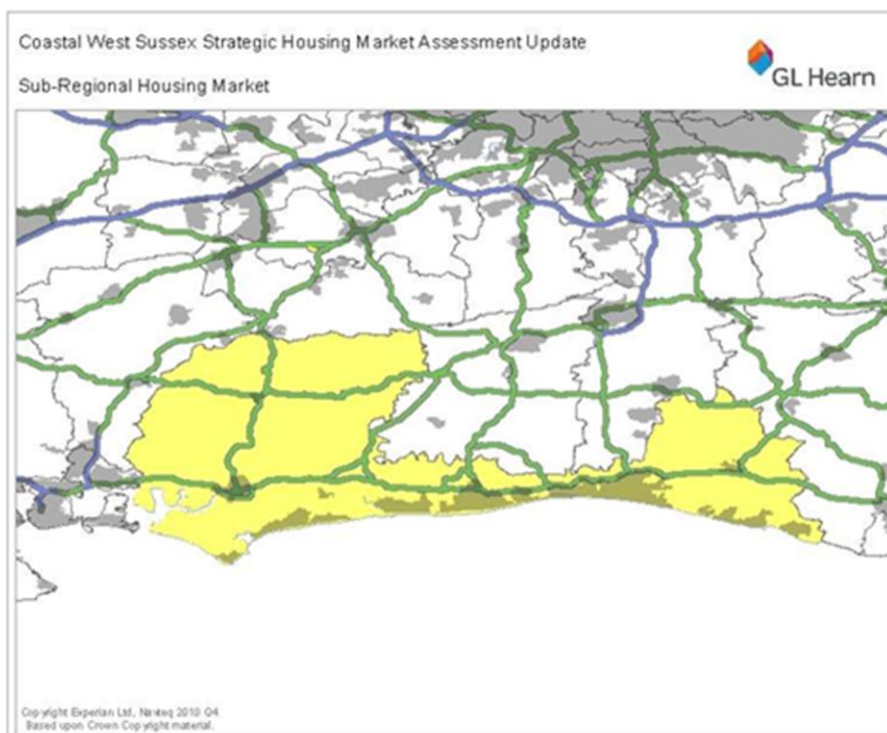 Coastal West Sussex Strategic Housing Market Assessment Update
Sub-Regional Housing Market
GL Hearn
Copyright Experian Ltd, Navteq 2010 Q4
Based upon Crown Copyright material.